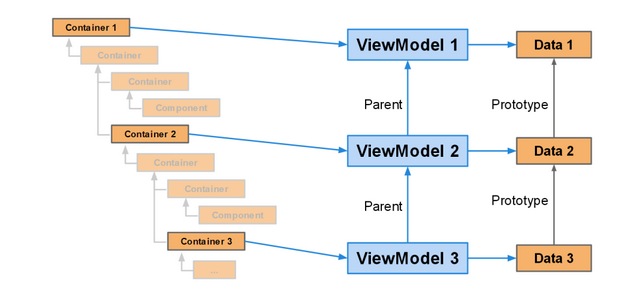 Container 1
ViewModel 1
Data 1
Container
Container
Component
Parent
Prototype
Container 2
ViewModel 2
Data 2
Container
Container
Component
Parent
Prototype
Container 3
ViewModel 3
Data 3
...